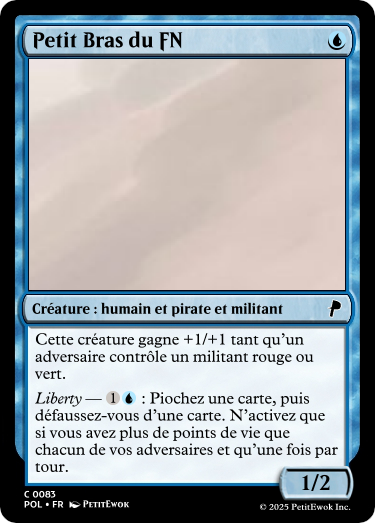 Petit Bras du FN
Créature : humain et pirate et militant
Cette créature gagne +1/+1 tant qu'un
adversaire contrôle un militant rouge ou
vert.
Liberty — 1 : Piochez une carte, puis
défaussez-vous d'une carte. N'activez que
si vous avez plus de points de vie que
chacun de vos adversaires et qu'une fois par
tour.
1/2
C 0083
POL • FR PetitEwok
© 2025 PetitEwok Inc.